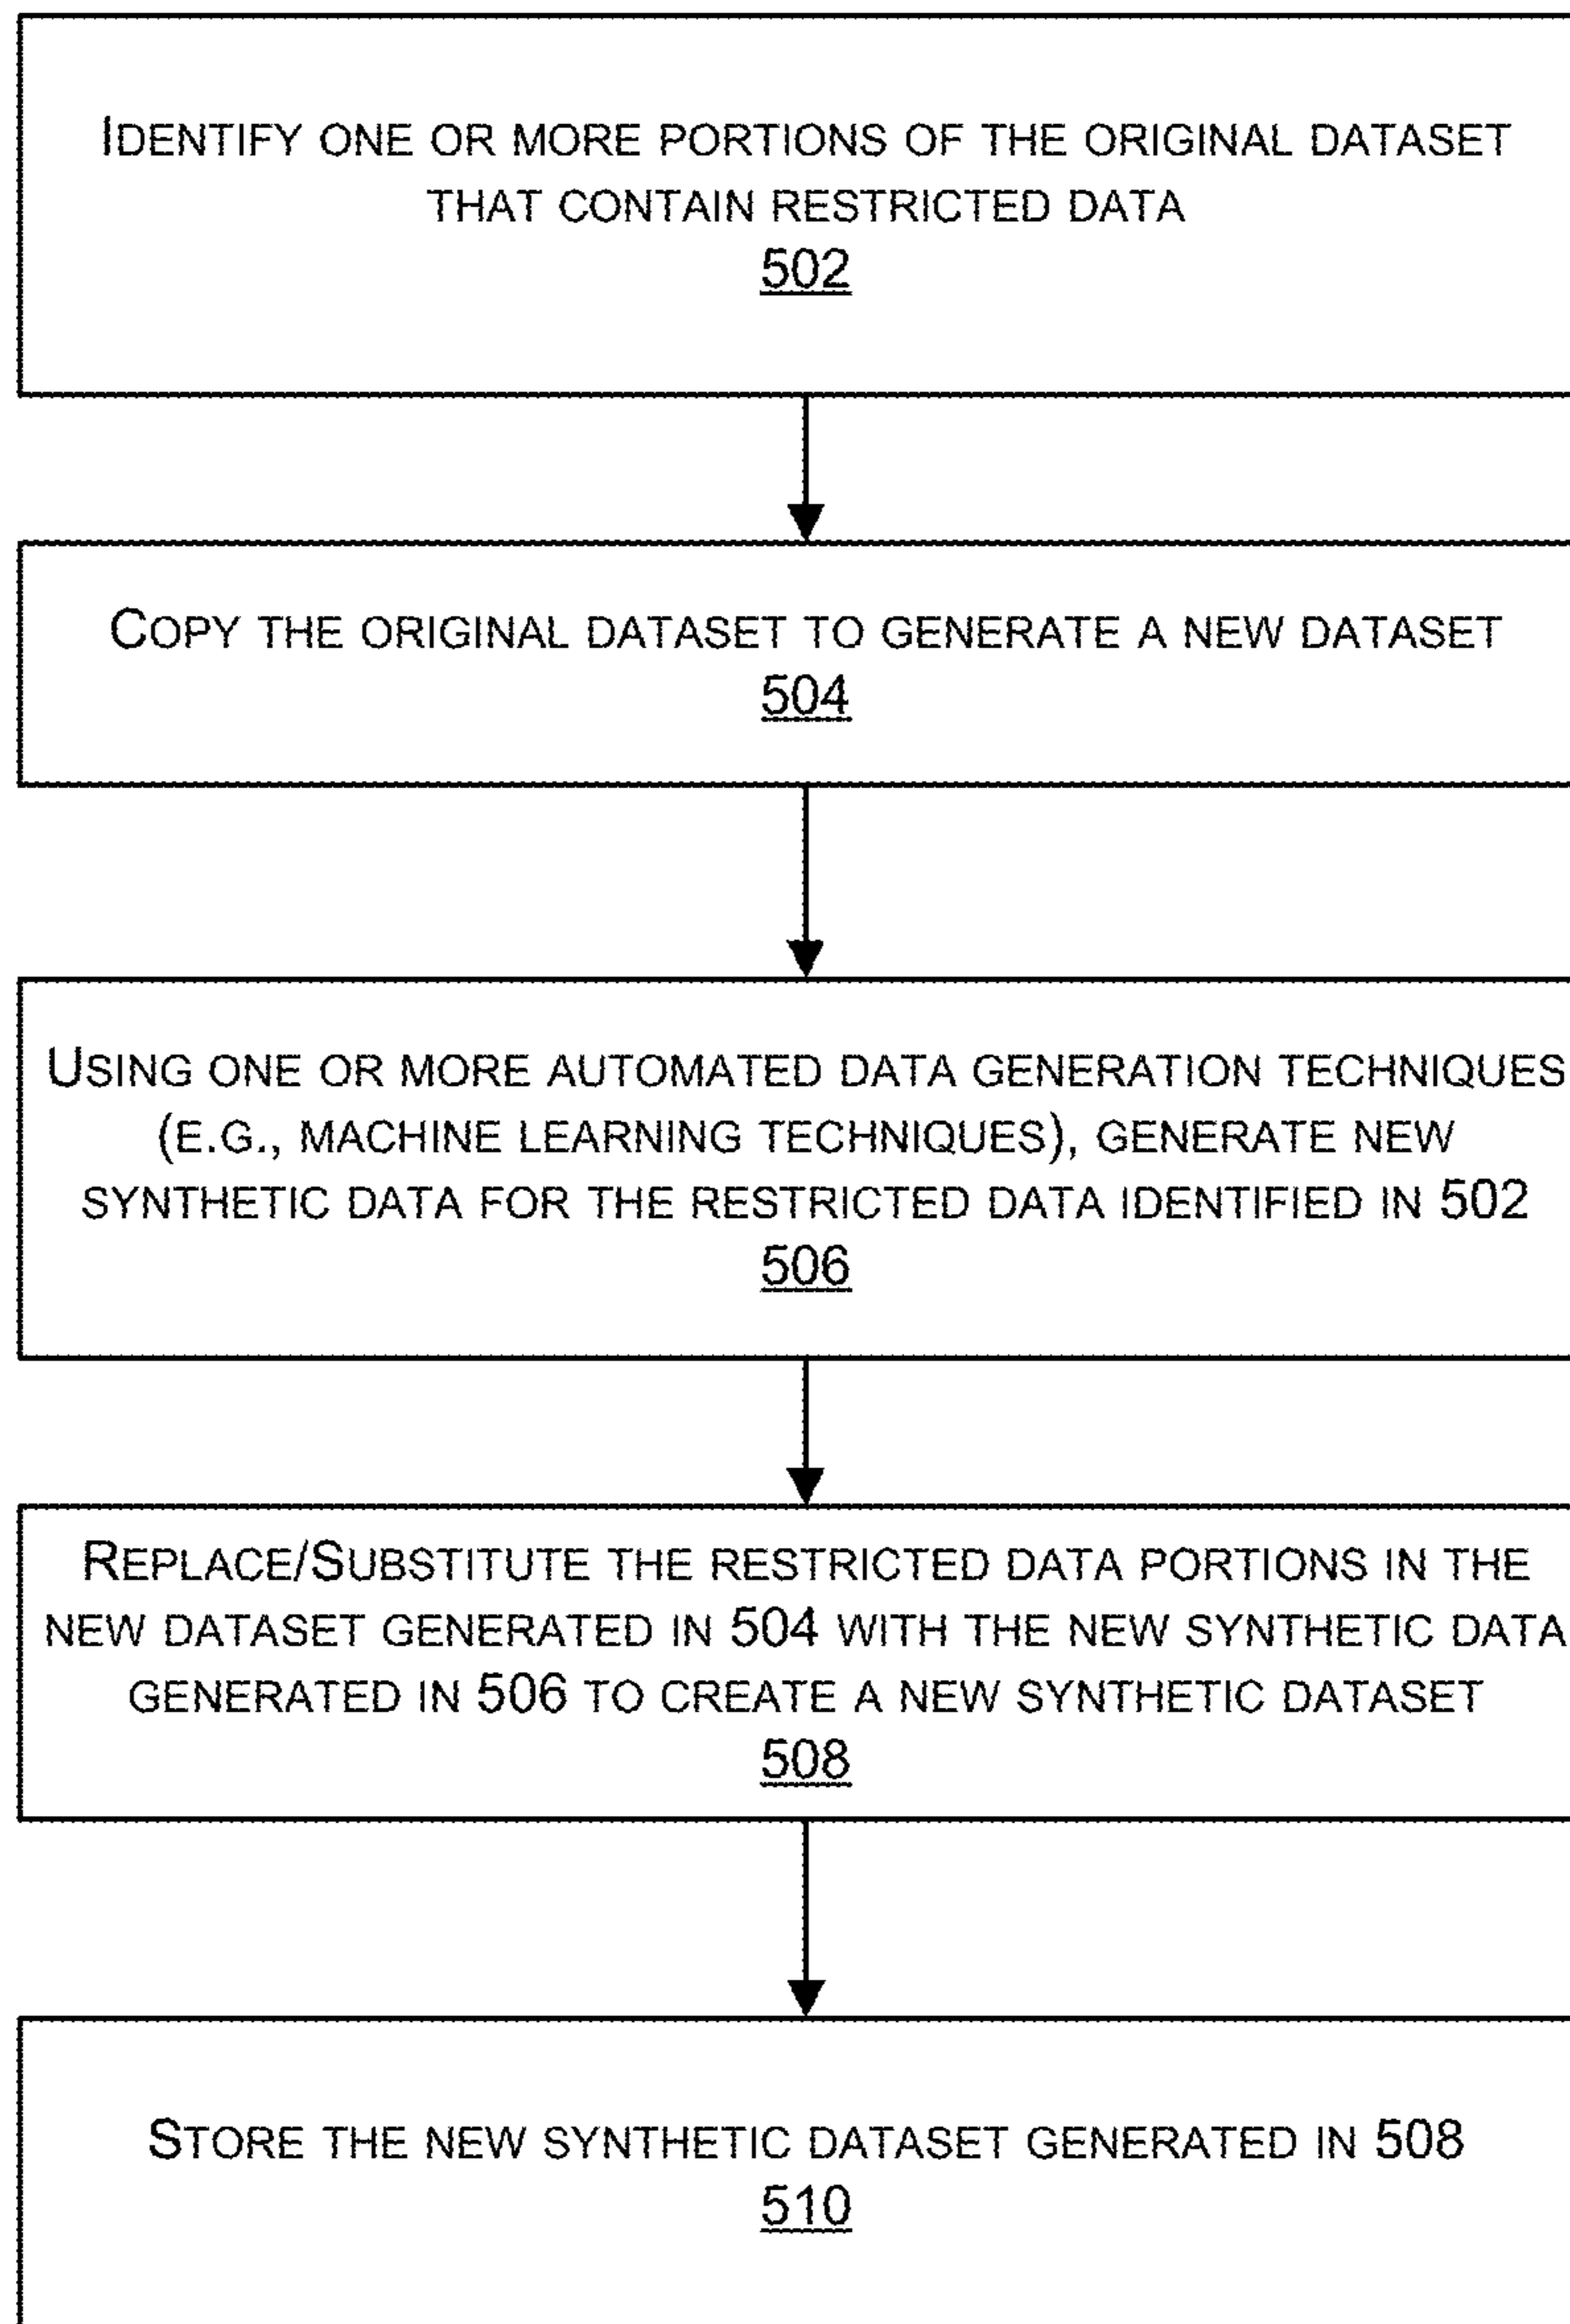 IDENTIFY ONE OR MORE PORTIONS OF THE ORIGINAL DATASET
THAT CONTAIN RESTRICTED DATA
502
COPY THE ORIGINAL DATASET TO GENERATE A NEW DATASET
504
USING ONE OR MORE AUTOMATED DATA GENERATION TECHNIQUES
(E.G., MACHINE LEARNING TECHNIQUES), GENERATE NEW
SYNTHETIC DATA FOR THE RESTRICTED DATA IDENTIFIED IN 502
506
REPLACE/SUBSTITUTE THE RESTRICTED DATA PORTIONS IN THE
NEW DATASET GENERATED IN 504 WITH THE NEW SYNTHETIC DATA
GENERATED IN 506 TO CREATE A NEW SYNTHETIC DATASET
508
STORE THE NEW SYNTHETIC DATASET GENERATED IN 508
510